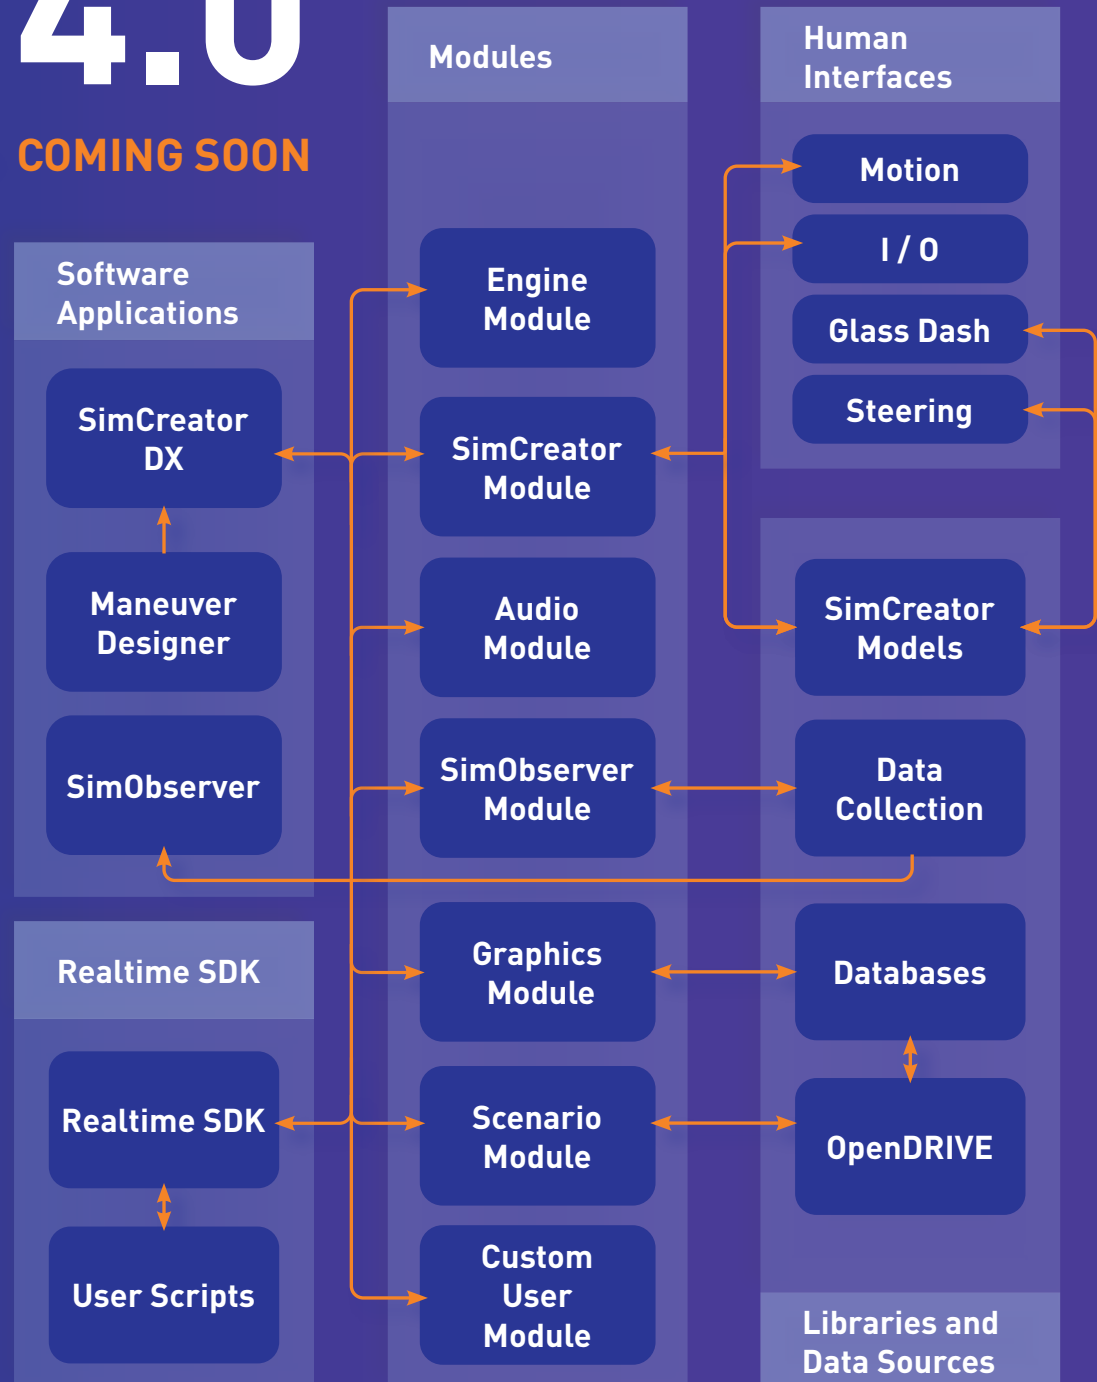 4.0
COMING SOON
Software
Applications
SimCreator
DX
Maneuver
Designer
SimObserver
Realtime SDK
Realtime SDK
User Scripts
Modules
Engine
Module
SimCreator
Module
Audio
Module
SimObserver
Module
Graphics
Module
Scenario
Module
Custom
User
Module
Human
Interfaces
Motion
I / O
Glass Dash
Steering
SimCreator
Models
Data
Collection
Databases
OpenDRIVE
Libraries and
Data Sources